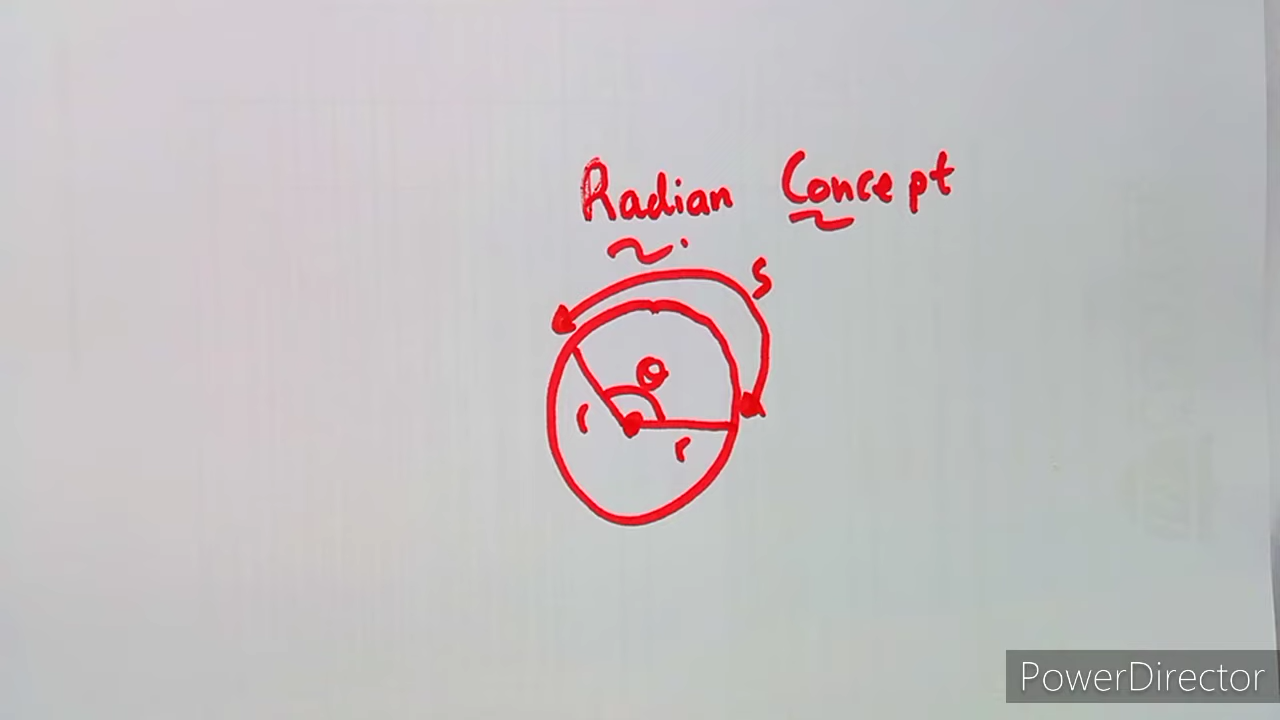 Radian Concept
s
θ
r
r
PowerDirector